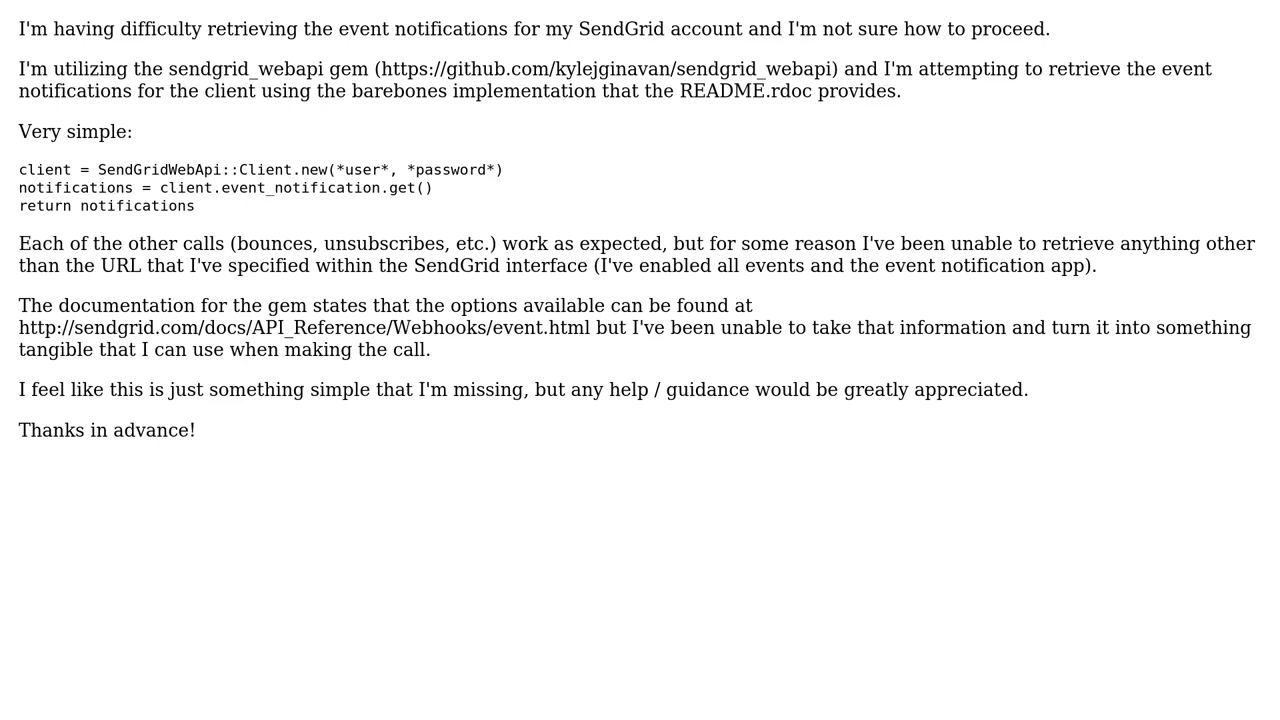 I'm having difficulty retrieving the event notifications for my SendGrid account and I'm not sure how to proceed.
I'm utilizing the sendgrid_webapi gem (https://github.com/kylejginavan/sendgrid_webapi) and I'm attempting to retrieve the event
notifications for the client using the barebones implementation that the README.rdoc provides.
Very simple:
client = SendGridWebApi::Client.new(*user*, *password*)
notifications = client.event_notification.get()
return notifications
Each of the other calls (bounces, unsubscribes, etc.) work as expected, but for some reason I've been unable to retrieve anything other
than the URL that I've specified within the SendGrid interface (I've enabled all events and the event notification app).
The documentation for the gem states that the options available can be found at
http://sendgrid.com/docs/API_Reference/Webhooks/event.html but I've been unable to take that information and turn it into something
tangible that I can use when making the call.
I feel like this is just something simple that I'm missing, but any help / guidance would be greatly appreciated.
Thanks in advance!